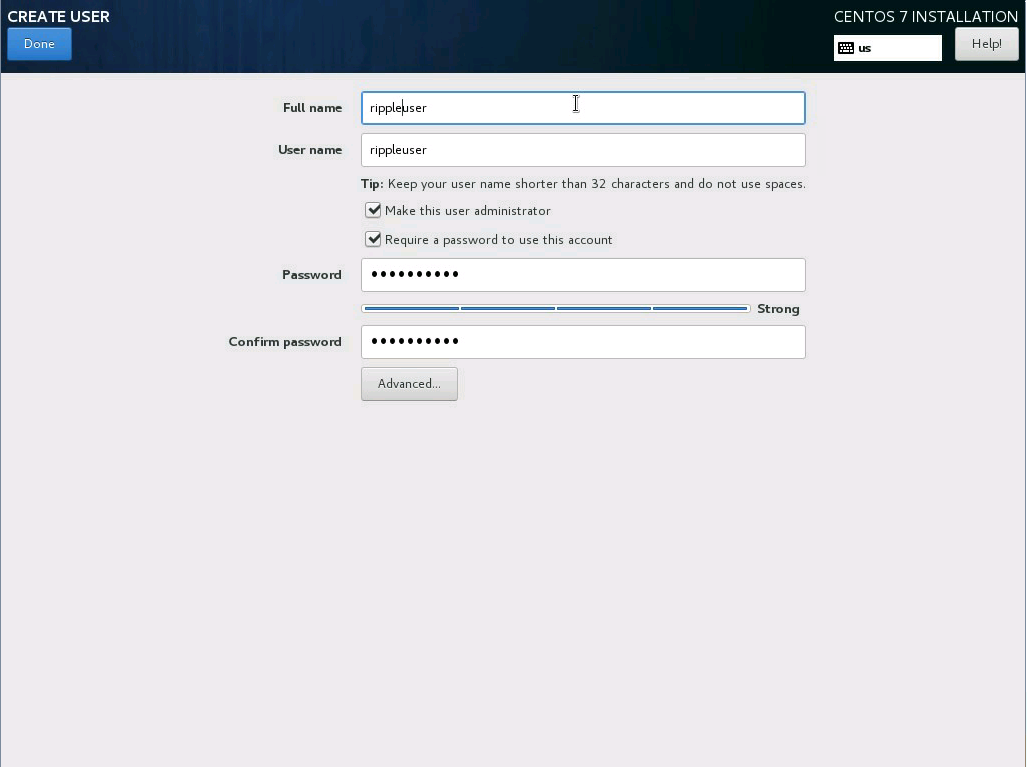 CREATE USER
CENTOS 7 INSTALLATION
Done
us
Help!
Full name
rippleuser
User name
rippleuser
Tip: Keep your user name shorter than 32 characters and do not use spaces.
Make this user administrator
Require a password to use this account
Password
●●●●●●●●●●
Strong
Confirm password
●●●●●●●●●●
Advanced...